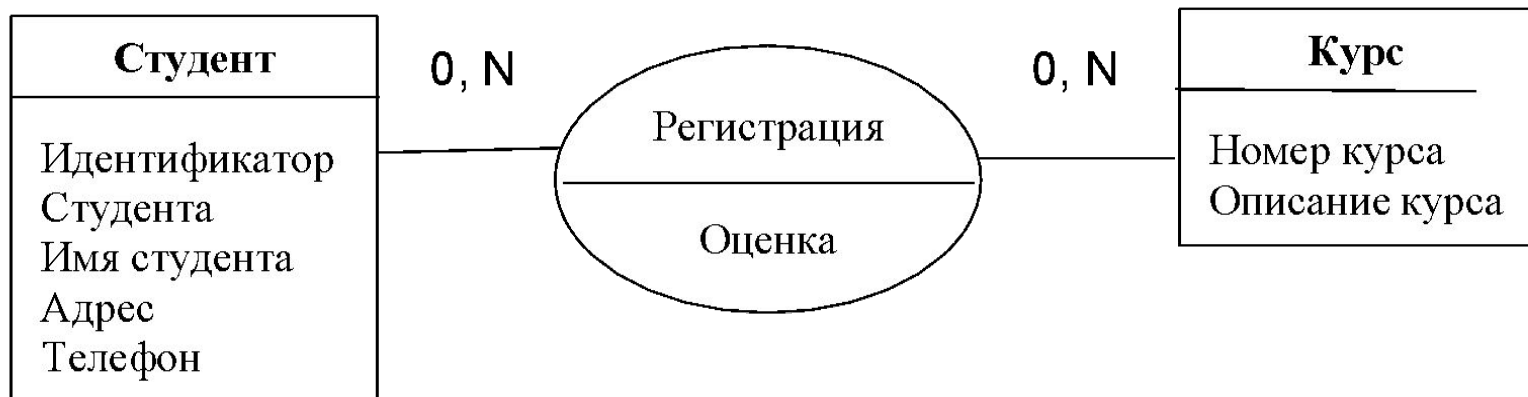 Студент
Идентификатор
Студента
Имя студента
Адрес
Телефон
0, N
Регистрация
Оценка
0, N
Курс
Номер курса
Описание курса